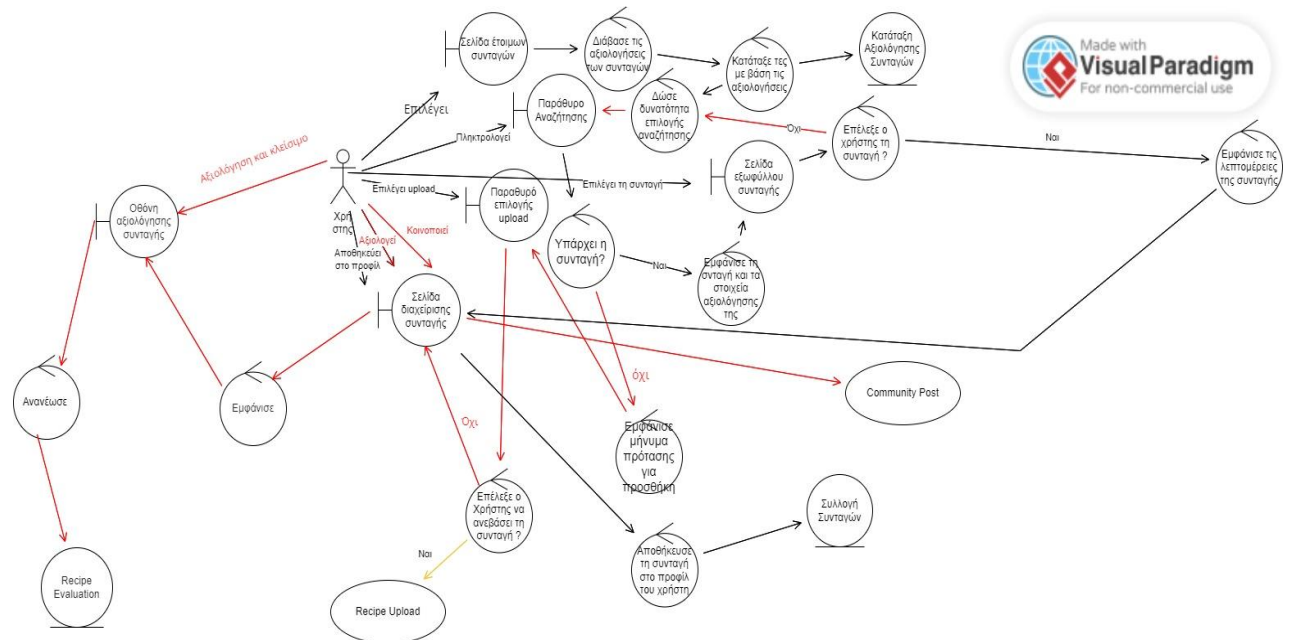 Made with
Visual Paradigm
For non-commercial use
Σελίδα έτοιμων
συνταγών
Διάβασε τις
αξιολογήσεις
των συνταγών
Κατάταξε τες
με βάση τις
αξιολογήσεις
Κατάταξη
Αξιολόγησης
Συνταγών
Επιλέγει
Παράθυρο
Αναζήτησης
Δώσε
δυνατότητα
επιλογής
αναζήτησης
Όχι
Επέλεξε ο
χρήστης τη
συνταγή ?
Ναι
Εμφάνισε τις
λεπτομέρειες
της συνταγής
Πληκτρολογεί
Αξιολόγηση και κλείσιμο
Επιλέγει τη συνταγή
Σελίδα
εξωφύλλου
συνταγής
Επιλέγει upload
Παραθυρό
επιλογής
upload
Οθόνη
αξιολόγησης
συνταγής
Χρή
στης
Κοινοποιεί
Αξιολογεί
Αποθηκεύει
στο προφίλ
Υπάρχει η
συνταγή?
Ναι
Εμφάνισε τη
σνταγή και τα
στοιχεία
αξιολόγησης
της
Σελίδα
διαχείρισης
συνταγής
Ανανέωσε
Εμφάνισε
Όχι
όχι
Community Post
Εμφάνισε
μήνυμα
πρότασης
για
προσθήκη
Επέλεξε ο
Χρήστης να
ανεβάσει τη
συνταγή ?
Συλλογή
Συνταγών
Ναι
Αποθήκευσε
τη συνταγή
στο προφίλ
του χρήστη
Recipe
Evaluation
Recipe Upload